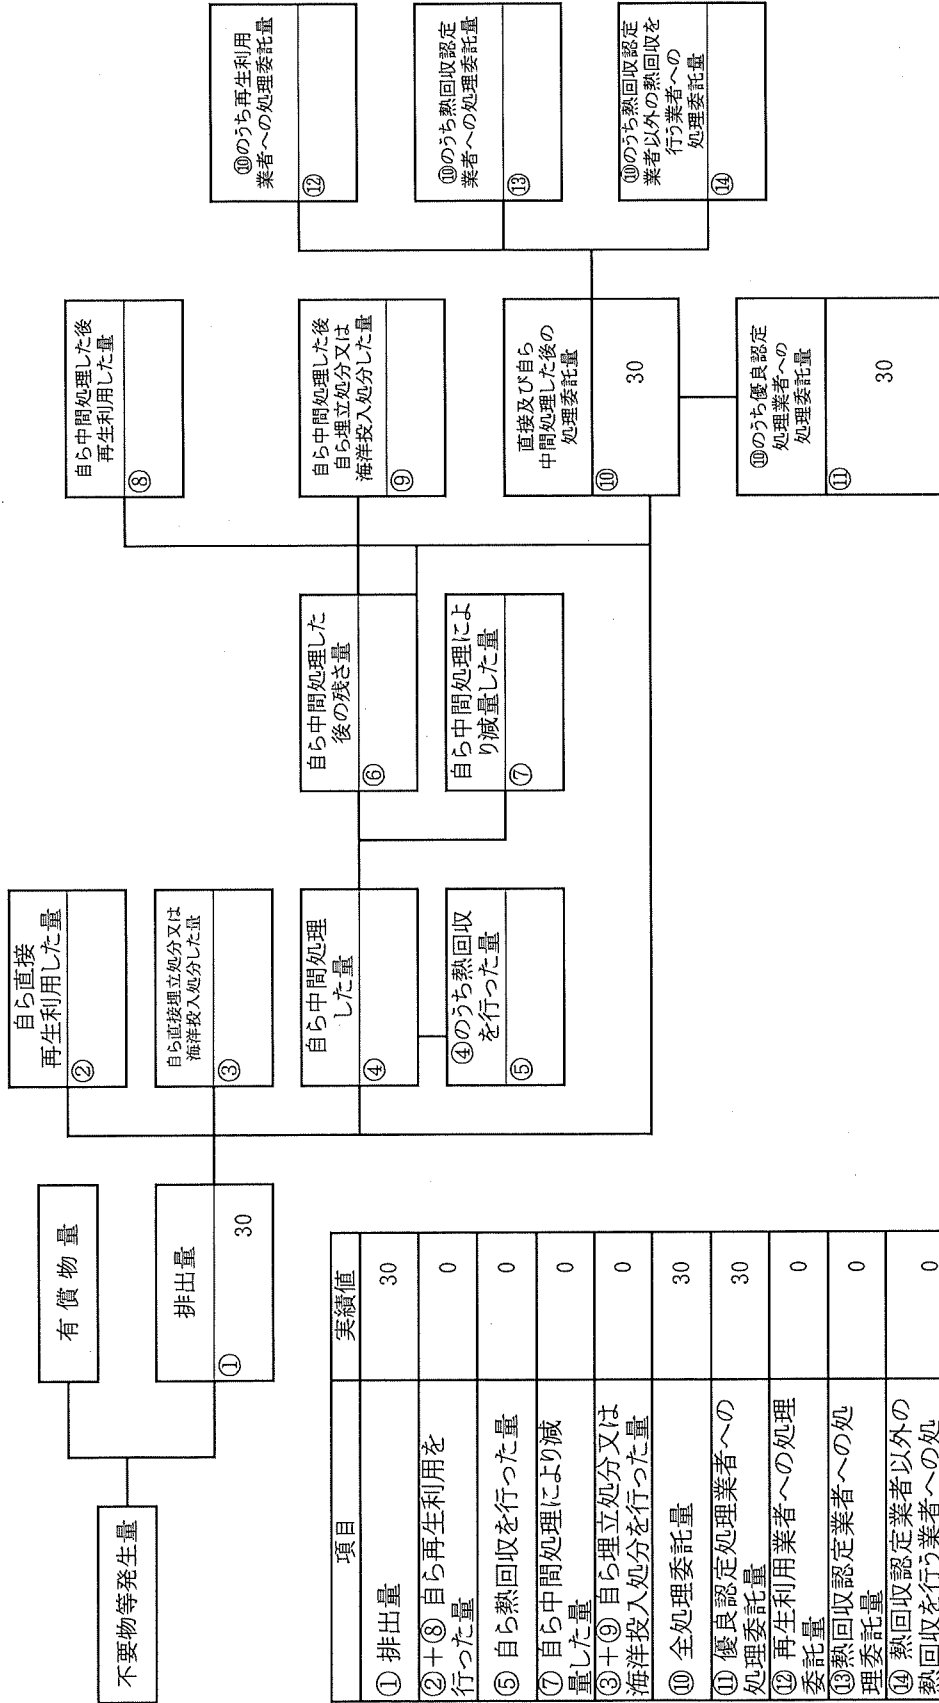 不要物等発生量
有償物量
排出量
①
30
自ら直接
再生利用した量
②
自ら直接埋立処分又は
海洋投入処分した量
③
自ら中間処理
した量
④
④のうち熱回収
を行った量
⑤
自ら中間処理した
後の残さ量
⑥
自ら中間処理によ
り減量した量
⑦
自ら中間処理した後
再生利用した量
⑧
自ら中間処理した後
自ら埋立処分又は
海洋投入処分した量
⑨
直接及び自ら
中間処理した後の
処理委託量
⑩
30
⑩のうち優良認定
処理業者への
処理委託量
⑪
30
⑩のうち再生利用
業者への処理委託量
⑫
⑩のうち熱回収認定
業者への処理委託量
⑬
⑩のうち熱回収認定
業者以外の熱回収を
行う業者への
処理委託量
⑭
項目 実績値
①排出量 30
②+⑧自ら再生利用を
行った量 0
⑤自ら熱回収を行った量 0
⑦自ら中間処理により減
量した量 0
③+⑨自ら埋立処分又は
海洋投入処分を行った量 0
⑩全処理委託量 30
⑪優良認定処理業者への
処理委託量 30
⑫再生利用業者への処理
委託量 0
⑬熱回収認定業者への処
理委託量 0
⑭熱回収認定業者以外の
熱回収を行う業者への処 0